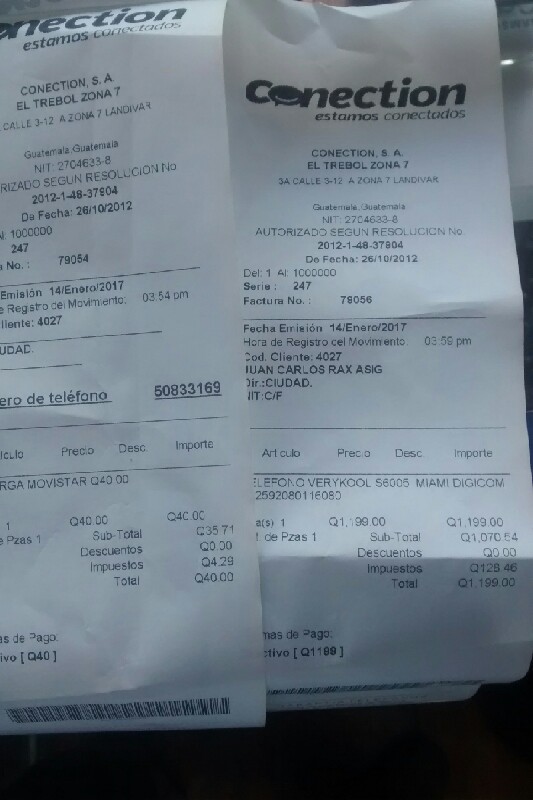 onection
estamos conectados
CONECTION, S. A
EL TREBOL ZONA 7
CALLE 3-12 A ZONA 7 LANDIVAR
Guatemala,Guatemala
NIT: 2704633-8
RIZADO SEGUN RESOLUCION No
2012-1-48-37904
De Fecha: 26/10/2012
Al: 1000000
247
a No. : 79054
Emisión 14/Enero/2017
e Registro del Movimiento: 03:54 pm
liente: 4027
UDAD.
ero de teléfono 50833169
ículo Precio Desc. Importe
RGA MOVISTAR Q40.00
1 Q40.00 Q40.00
e Pzas 1 Sub-Total Q35.71
Descuentos Q0.00
Impuestos Q4.29
Total Q40.00
nas de Pago:
ivo [ Q40 ]
Conection
estamos conectados
CONECTION, S. A.
EL TREBOL ZONA 7
3A CALLE 3-12 A ZONA 7 LANDIVAR
Guatemala,Guatemala
NIT: 2704633-8
AUTORIZADO SEGUN RESOLUCION No
2012-1-48-37904
De Fecha: 26/10/2012
Del: 1 Al: 1000000
Serie : 247
Factura No. : 79056
Fecha Emisión 14/Enero/2017
Hora de Registro del Movimiento: 03:59 pm
Cod. Cliente: 4027
JUAN CARLOS RAX ASIG
Dir.:CIUDAD.
NIT:C/F
Artículo Precio Desc. Importe
ELEFONO VERYKOOL S6005 MIAMI DIGICOM
2592080116080
a(s) 1 Q1,199.00 Q1,199.00
t. de Pzas 1 Sub-Total Q1,070.54
Descuentos Q0.00
Impuestos Q128.46
Total Q1,199.00
mas de Pago:
ctivo [ Q1199 ]